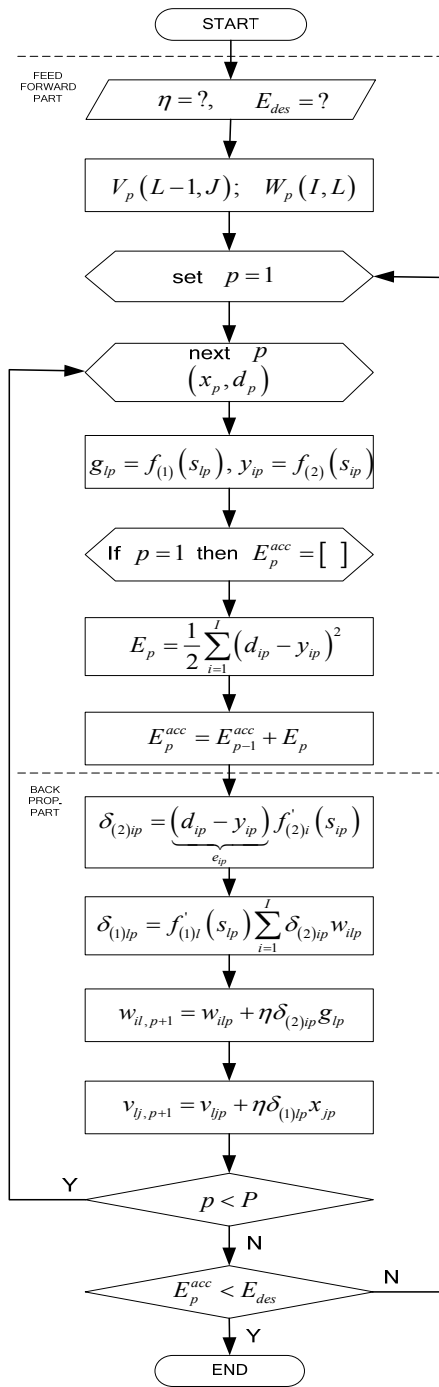 START
FEED
FORWARD
PART
η = ?, E_des = ?
V_p (L−1, J); W_p (I, L)
set p = 1
next p
(x_p, d_p)
g_lp = f_(1)(s_lp), y_ip = f_(2)(s_ip)
If p = 1 then E_p^acc = [ ]
E_p = 1/2 ∑_{i=1}^{I} (d_ip − y_ip)^2
E_p^acc = E_{p−1}^acc + E_p
BACK
PROP-
PART
δ_(2)ip = (d_ip − y_ip) f'_(2)i (s_ip)
e_ip
δ_(1)lp = f'_(1)l (s_lp) ∑_{i=1}^{I} δ_(2)ip w_ilp
w_{il,p+1} = w_ilp + ηδ_(2)ip g_lp
v_{lj,p+1} = v_ljp + ηδ_(1)lp x_jp
Y
p < P
N
E_p^acc < E_des
N
Y
END